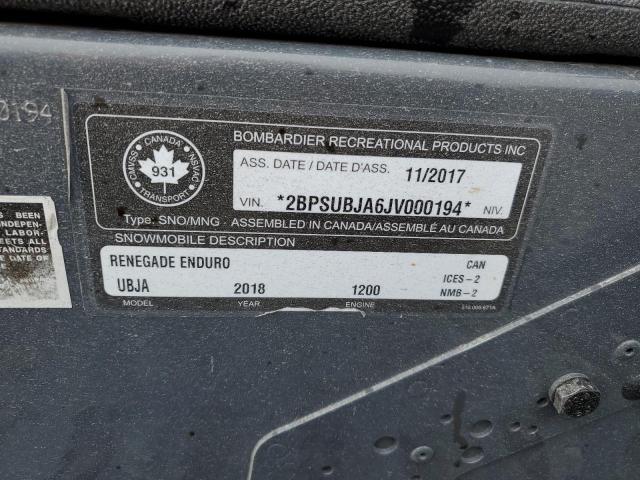 0194
BOMBARDIER RECREATIONAL PRODUCTS INC
CANADA
CMVSS
NSVAC
931
TRANSPORT
ASS. DATE / DATE D'ASS. 11/2017
VIN. *2BPSUBJA6JV000194* NIV.
Type: SNO/MNG - ASSEMBLED IN CANADA/ASSEMBLÉ AU CANADA
SNOWMOBILE DESCRIPTION
RENEGADE ENDURO CAN
ICES-2
UBJA 2018 1200 NMB-2
MODEL YEAR ENGINE
S BEEN
INDEPEN-
LABOR-
EETS ALL
STANDARDS
E DATE OF